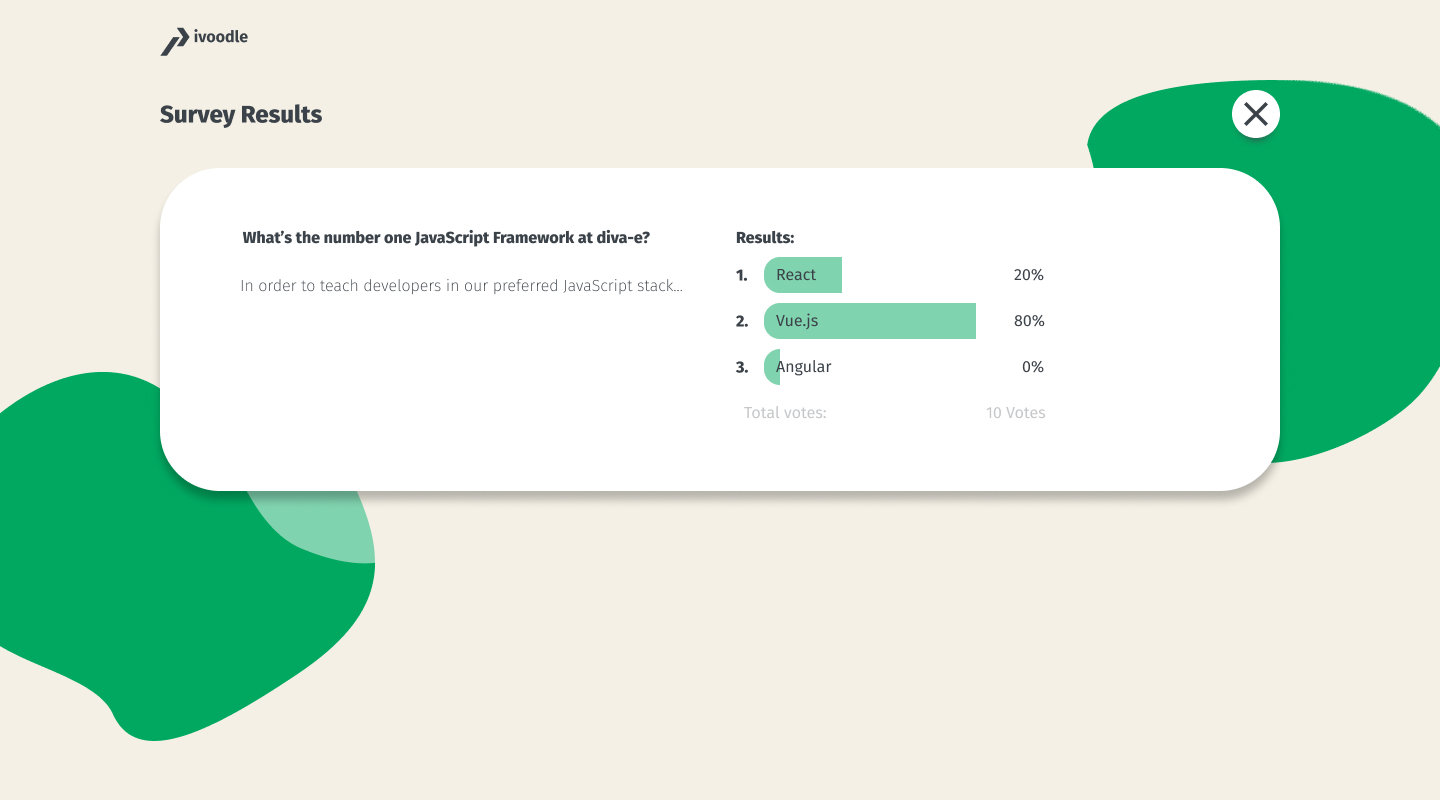 ivoodle
Survey Results
What's the number one JavaScript Framework at diva-e?
In order to teach developers in our preferred JavaScript stack...
Results:
1. React 20%
2. Vue.js 80%
3. Angular 0%
Total votes: 10 Votes